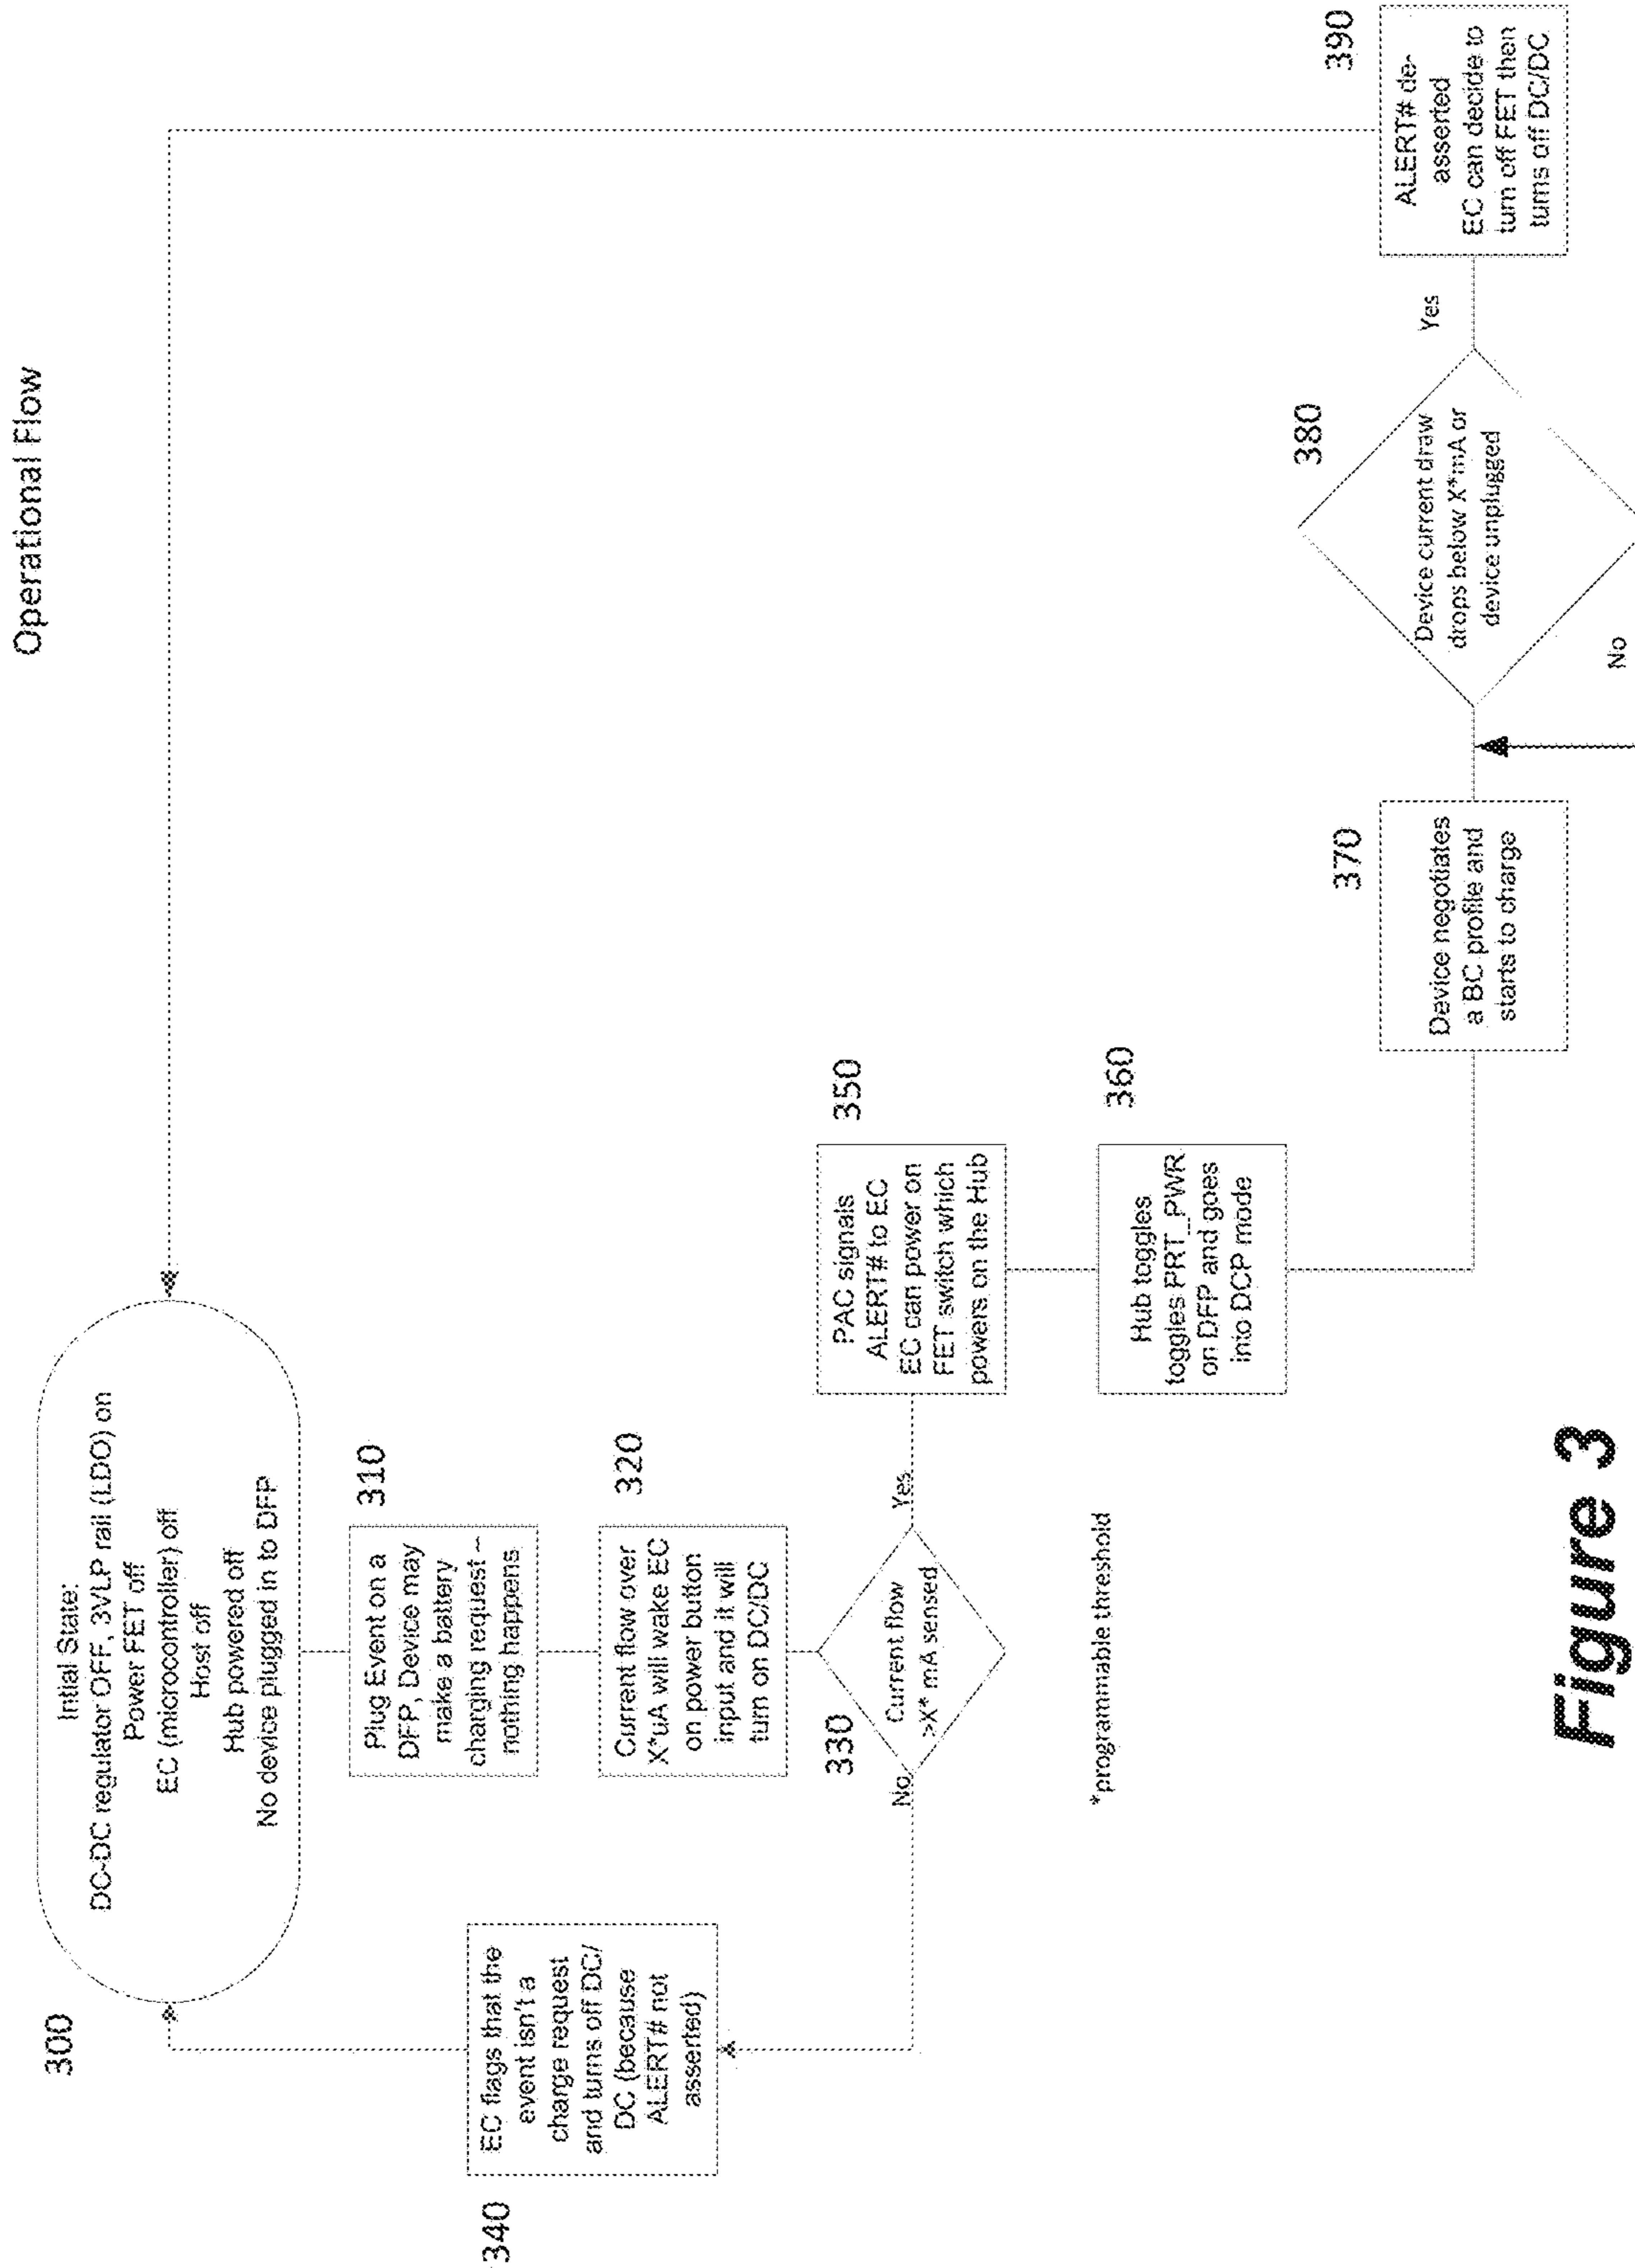 Operational Flow
300
Intial State:
DC-DC regulator OFF, 3VLP rail (LDO) on
Power FET off
EC (microcontroller) off
Host off
Hub powered off
No device plugged in to DFP
310
Plug Event on a
DFP, Device may
make a battery
charging request –
nothing happens
320
Current flow over
X*uA will wake EC
on power button
input and it will
turn on DC/DC
330
Current flow
>X* mA sensed
No
Yes
340
EC flags that the
event isn't a
charge request
and turns off DC/
DC (because
ALERT# not
asserted)
350
PAC signals
ALERT# to EC
EC can power on
FET switch which
powers on the Hub
360
Hub toggles
toggles PRT_PWR
on DFP and goes
into DCP mode
370
Device negotiates
a BC profile and
starts to charge
380
Device current draw
drops below X*mA or
device unplugged
Yes
No
390
ALERT# de-
asserted
EC can decide to
turn off FET then
turns off DC/DC
*programmable threshold
Figure 3